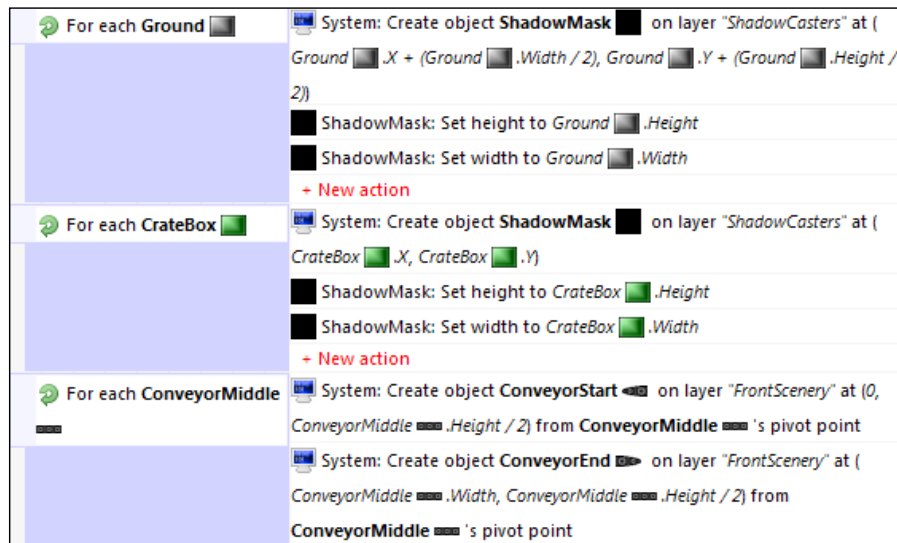 For each Ground
System: Create object ShadowMask on layer "ShadowCasters" at (
Ground .X + (Ground .Width / 2), Ground .Y + (Ground .Height /
2))
ShadowMask: Set height to Ground .Height
ShadowMask: Set width to Ground .Width
+ New action
For each CrateBox
System: Create object ShadowMask on layer "ShadowCasters" at (
CrateBox .X, CrateBox .Y)
ShadowMask: Set height to CrateBox .Height
ShadowMask: Set width to CrateBox .Width
+ New action
For each ConveyorMiddle
System: Create object ConveyorStart on layer "FrontScenery" at (0,
ConveyorMiddle .Height / 2) from ConveyorMiddle 's pivot point
System: Create object ConveyorEnd on layer "FrontScenery" at (
ConveyorMiddle .Width, ConveyorMiddle .Height / 2) from
ConveyorMiddle 's pivot point